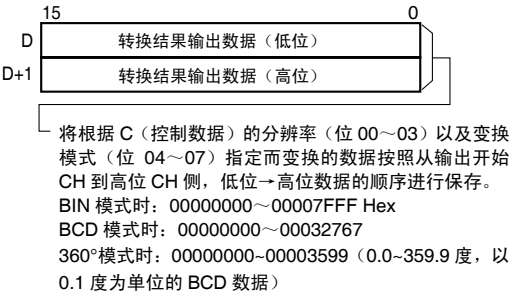 15 0
D 转换结果输出数据（低位）
D+1 转换结果输出数据（高位）
将根据 C（控制数据）的分辨率（位 00～03）以及变换
模式（位 04～07）指定而变换的数据按照从输出开始
CH 到高位 CH 侧，低位→高位数据的顺序进行保存。
BIN 模式时：00000000～00007FFF Hex
BCD 模式时：00000000～00032767
360°模式时：00000000~00003599（0.0~359.9 度，以
0.1 度为单位的 BCD 数据）